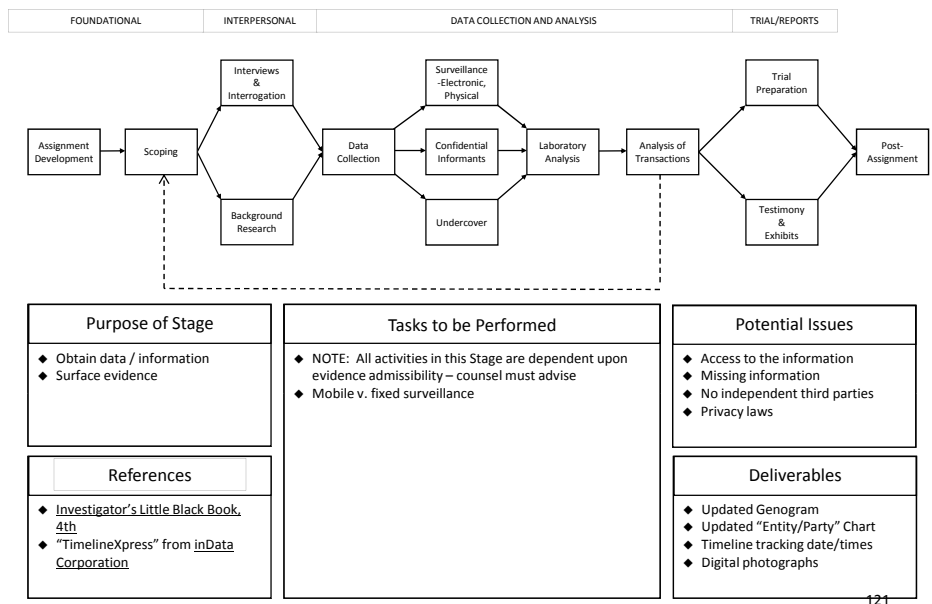 FOUNDATIONAL
INTERPERSONAL
DATA COLLECTION AND ANALYSIS
TRIAL/REPORTS
Interviews
&
Interrogation
Surveillance
-Electronic,
Physical
Trial
Preparation
Assignment
Development
Scoping
Data
Collection
Confidential
Informants
Laboratory
Analysis
Analysis of
Transactions
Post-
Assignment
Background
Research
Undercover
Testimony
&
Exhibits
Purpose of Stage
◆ Obtain data / information
◆ Surface evidence
Tasks to be Performed
◆ NOTE: All activities in this Stage are dependent upon
evidence admissibility – counsel must advise
◆ Mobile v. fixed surveillance
Potential Issues
◆ Access to the information
◆ Missing information
◆ No independent third parties
◆ Privacy laws
References
◆ Investigator’s Little Black Book,
4th
◆ “TimelineXpress” from inData
Corporation
Deliverables
◆ Updated Genogram
◆ Updated “Entity/Party” Chart
◆ Timeline tracking date/times
◆ Digital photographs
121